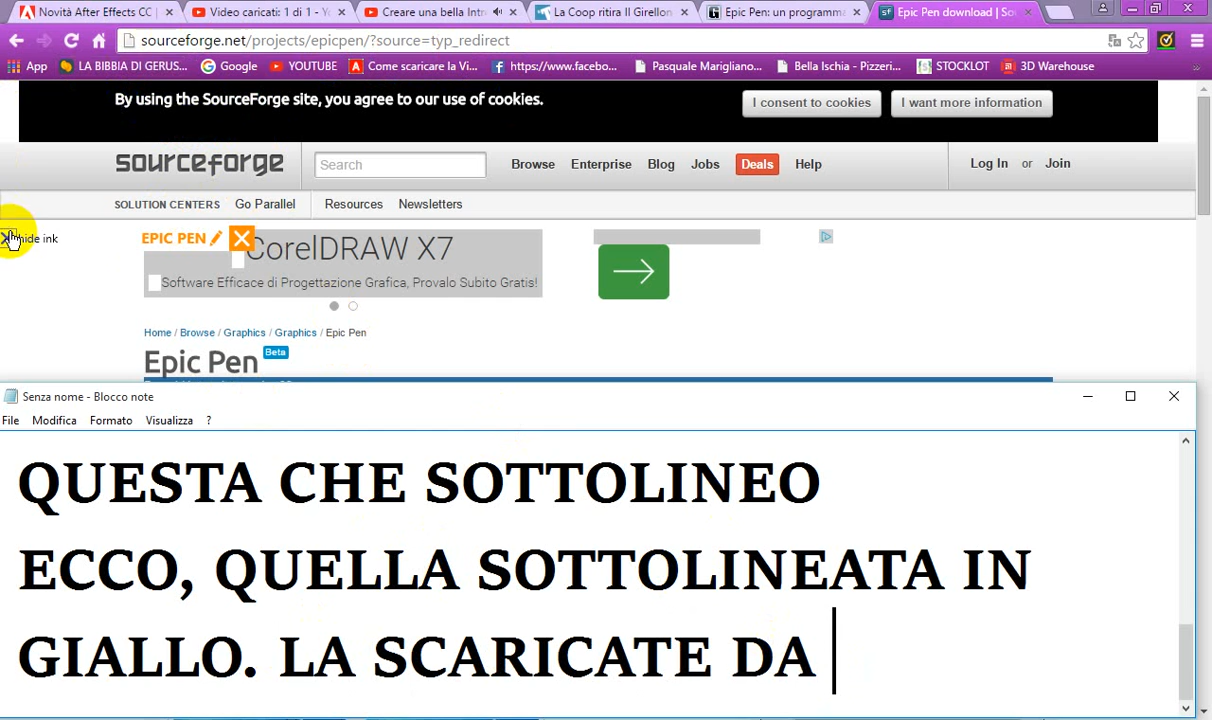 Novità After Effects CC |
Video caricati: 1 di 1 - Yo
Creare una bella Intr
La Coop ritira Il Girellon
Epic Pen: un programma
Epic Pen download | So
sourceforge.net/projects/epicpen/?source=typ_redirect
App
LA BIBBIA DI GERUS...
Google
YOUTUBE
Come scaricare la Vi...
https://www.facebo...
Pasquale Marigliano...
Bella Ischia - Pizzeri...
STOCKLOT
3D Warehouse
By using the SourceForge site, you agree to our use of cookies.
I consent to cookies
I want more information
sourceforge
Search
Browse
Enterprise
Blog
Jobs
Deals
Help
Log In or Join
SOLUTION CENTERS
Go Parallel
Resources
Newsletters
hide ink
EPIC PEN
CorelDRAW X7
Software Efficace di Progettazione Grafica, Provalo Subito Gratis!
Home / Browse / Graphics / Graphics / Epic Pen
Epic Pen Beta
Senza nome - Blocco note
File Modifica Formato Visualizza ?
QUESTA CHE SOTTOLINEO
ECCO, QUELLA SOTTOLINEATA IN
GIALLO. LA SCARICATE DA